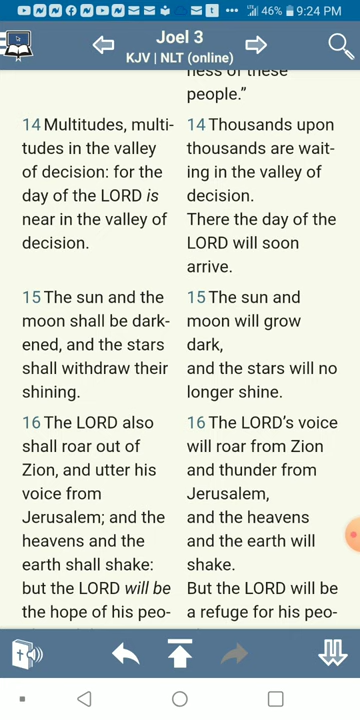 46% 9:24 PM
Joel 3
KJV | NLT (online)
ness of these
people.”
14 Multitudes, multi-
tudes in the valley
of decision: for the
day of the LORD is
near in the valley of
decision.
14 Thousands upon
thousands are wait-
ing in the valley of
decision.
There the day of the
LORD will soon
arrive.
15 The sun and the
moon shall be dark-
ened, and the stars
shall withdraw their
shining.
15 The sun and
moon will grow
dark,
and the stars will no
longer shine.
16 The LORD also
shall roar out of
Zion, and utter his
voice from
Jerusalem; and the
heavens and the
earth shall shake:
but the LORD will be
the hope of his peo-
16 The LORD’s voice
will roar from Zion
and thunder from
Jerusalem,
and the heavens
and the earth will
shake.
But the LORD will be
a refuge for his peo-